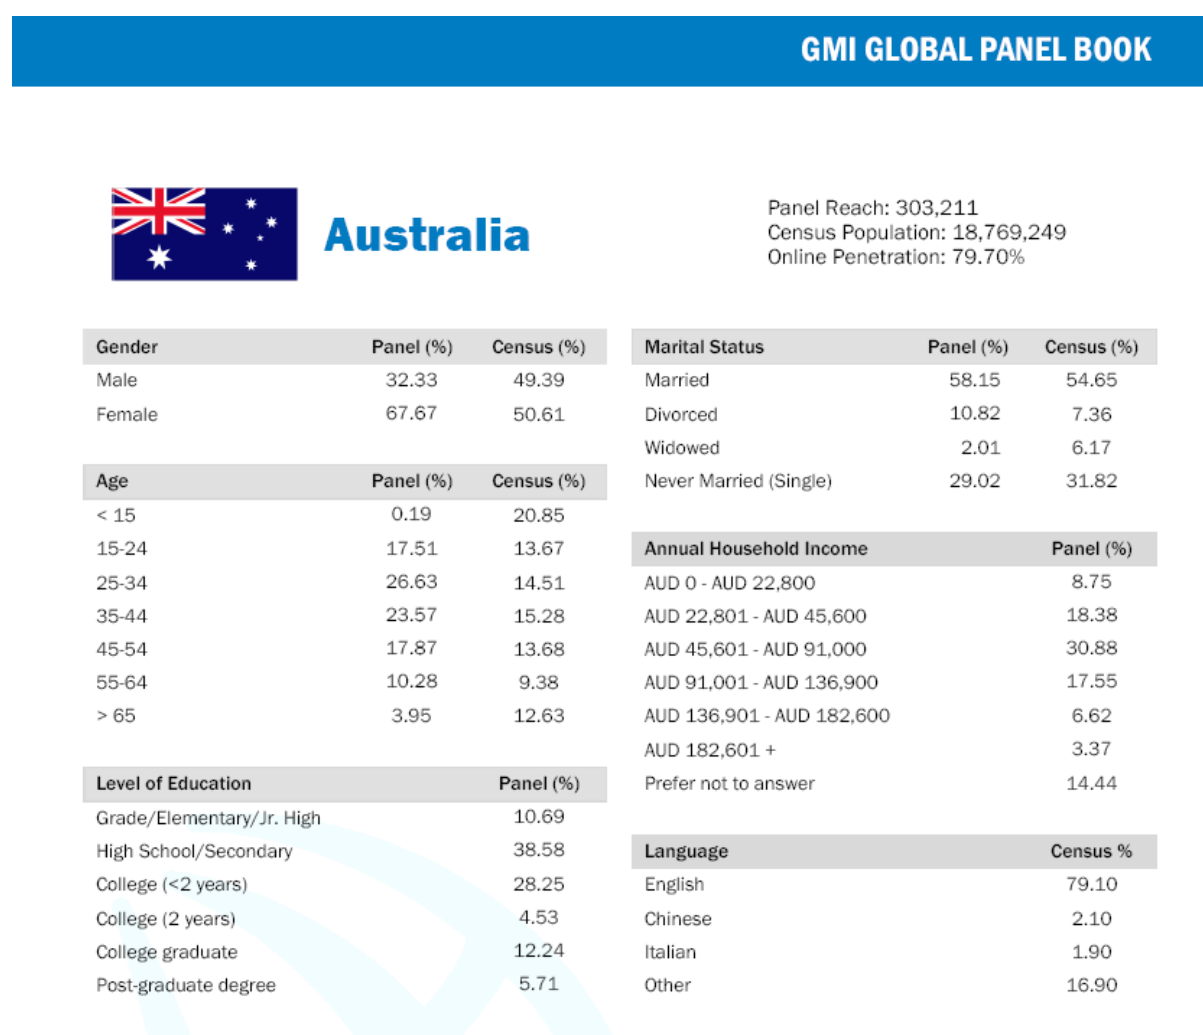 GMI GLOBAL PANEL BOOK
Australia
Panel Reach: 303,211
Census Population: 18,769,249
Online Penetration: 79.70%
Gender Panel (%) Census (%)
Male 32.33 49.39
Female 67.67 50.61
Age Panel (%) Census (%)
< 15 0.19 20.85
15-24 17.51 13.67
25-34 26.63 14.51
35-44 23.57 15.28
45-54 17.87 13.68
55-64 10.28 9.38
> 65 3.95 12.63
Level of Education Panel (%)
Grade/Elementary/Jr. High 10.69
High School/Secondary 38.58
College (<2 years) 28.25
College (2 years) 4.53
College graduate 12.24
Post-graduate degree 5.71
Marital Status Panel (%) Census (%)
Married 58.15 54.65
Divorced 10.82 7.36
Widowed 2.01 6.17
Never Married (Single) 29.02 31.82
Annual Household Income Panel (%)
AUD 0 - AUD 22,800 8.75
AUD 22,801 - AUD 45,600 18.38
AUD 45,601 - AUD 91,000 30.88
AUD 91,001 - AUD 136,900 17.55
AUD 136,901 - AUD 182,600 6.62
AUD 182,601 + 3.37
Prefer not to answer 14.44
Language Census %
English 79.10
Chinese 2.10
Italian 1.90
Other 16.90